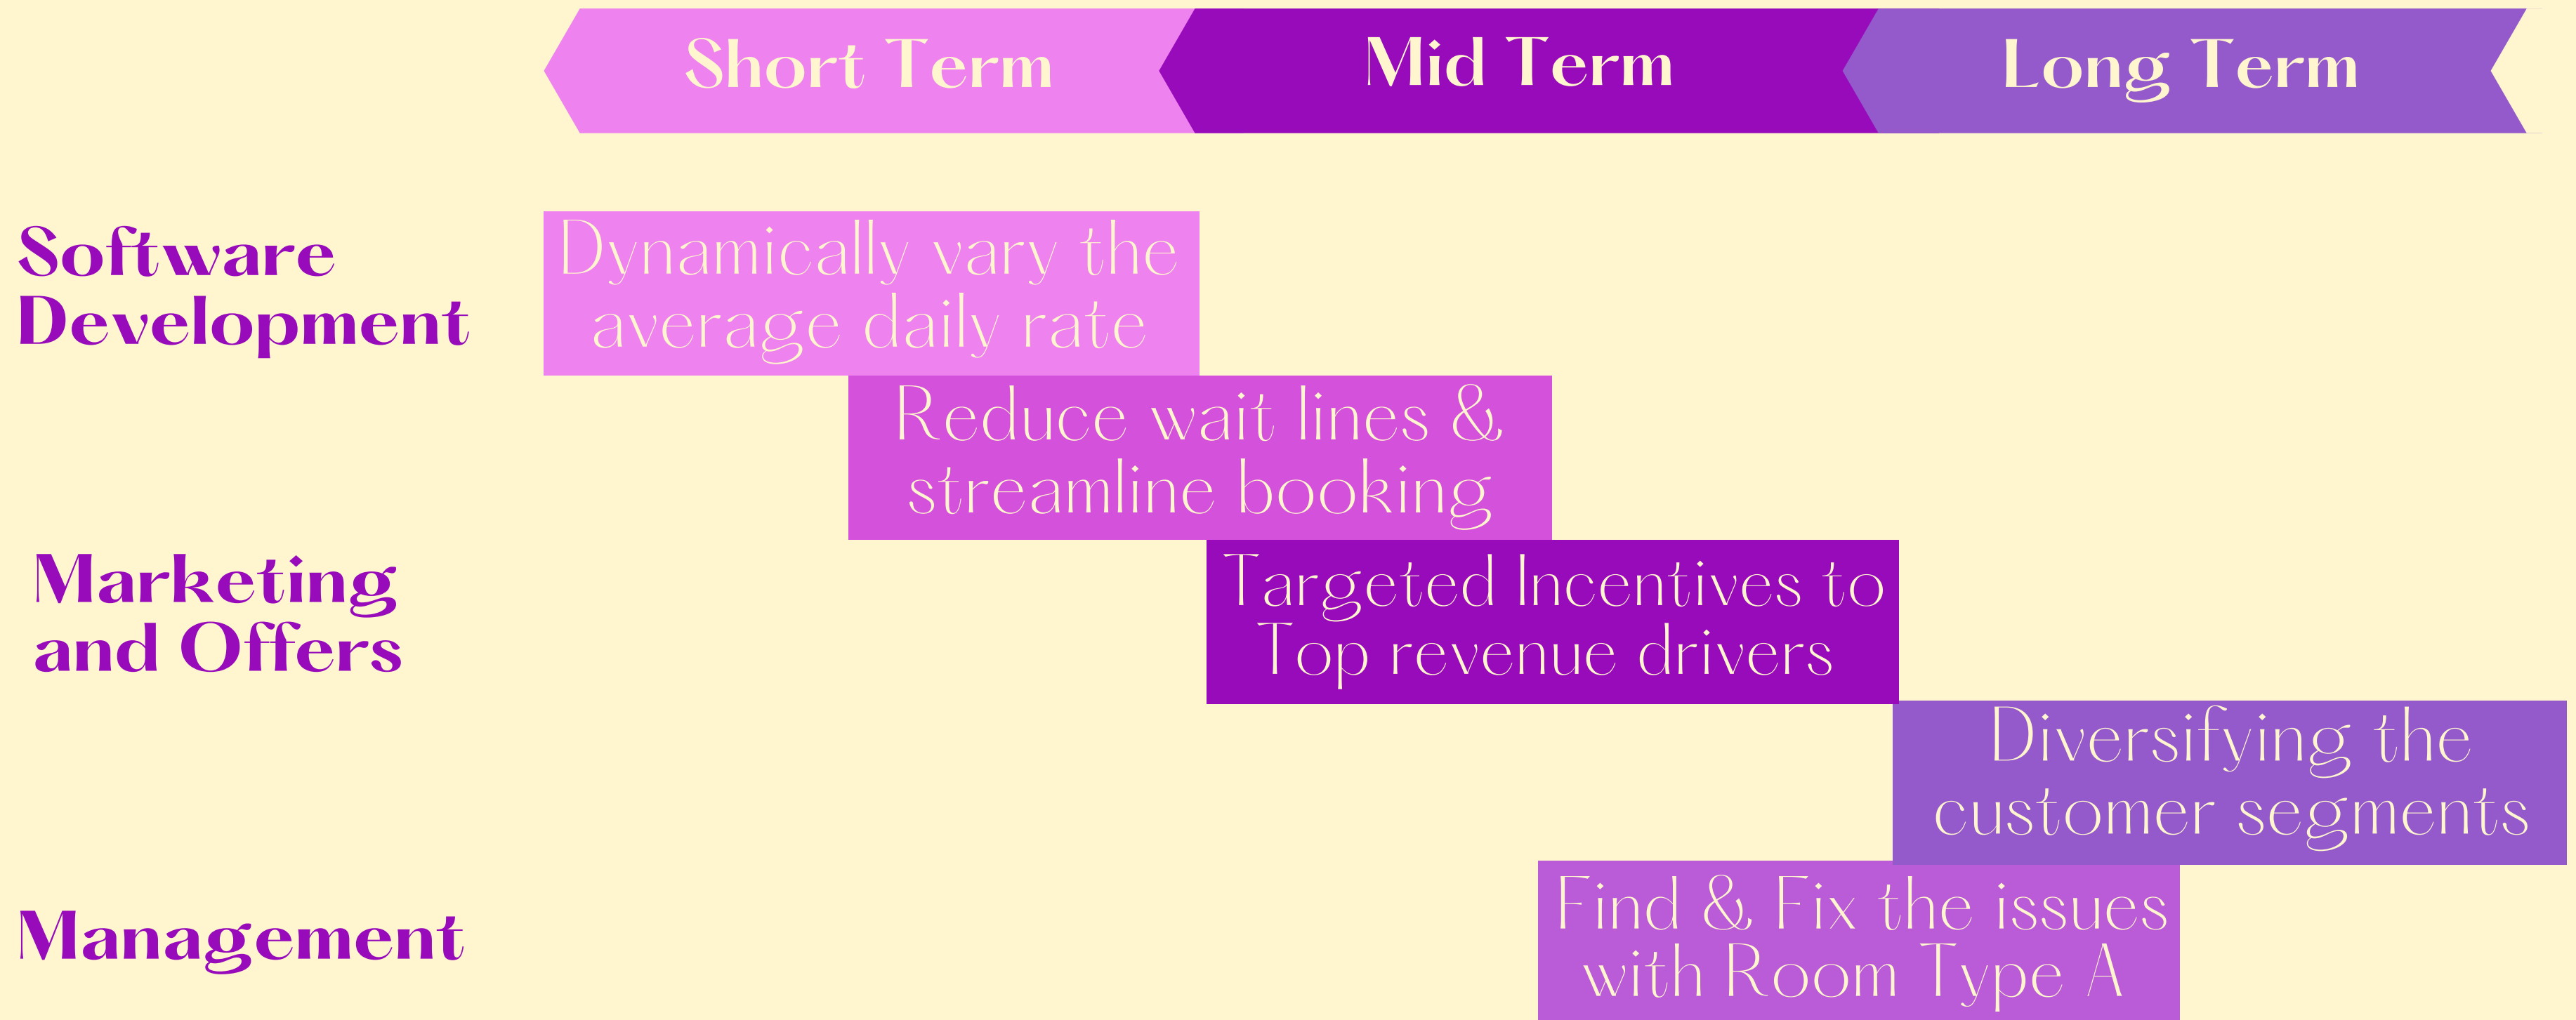 Short Term
Mid Term
Long Term
Software
Development
Dynamically vary the
average daily rate
Reduce wait lines &
streamline booking
Marketing
and Offers
Targeted Incentives to
Top revenue drivers
Diversifying the
customer segments
Management
Find & Fix the issues
with Room Type A